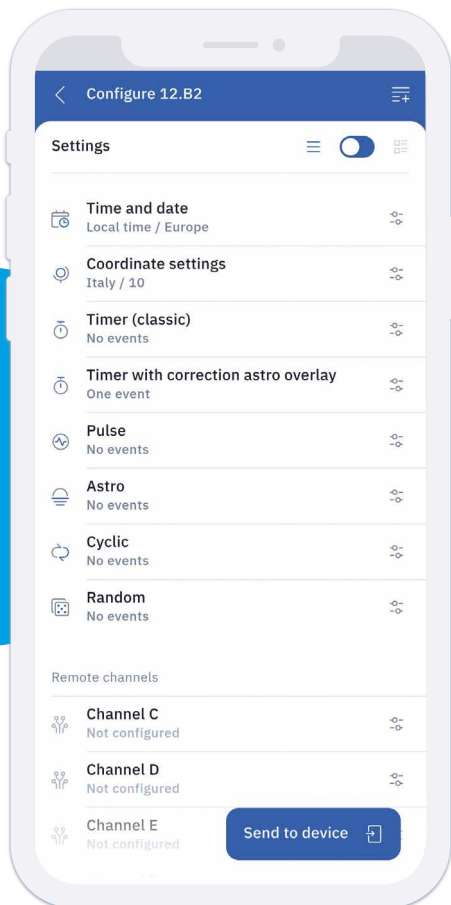 Configure 12.B2
Settings
Time and date
Local time / Europe
Coordinate settings
Italy / 10
Timer (classic)
No events
Timer with correction astro overlay
One event
Pulse
No events
Astro
No events
Cyclic
No events
Random
No events
Remote channels
Channel C
Not configured
Channel D
Not configured
Channel E
Not configured
Send to device